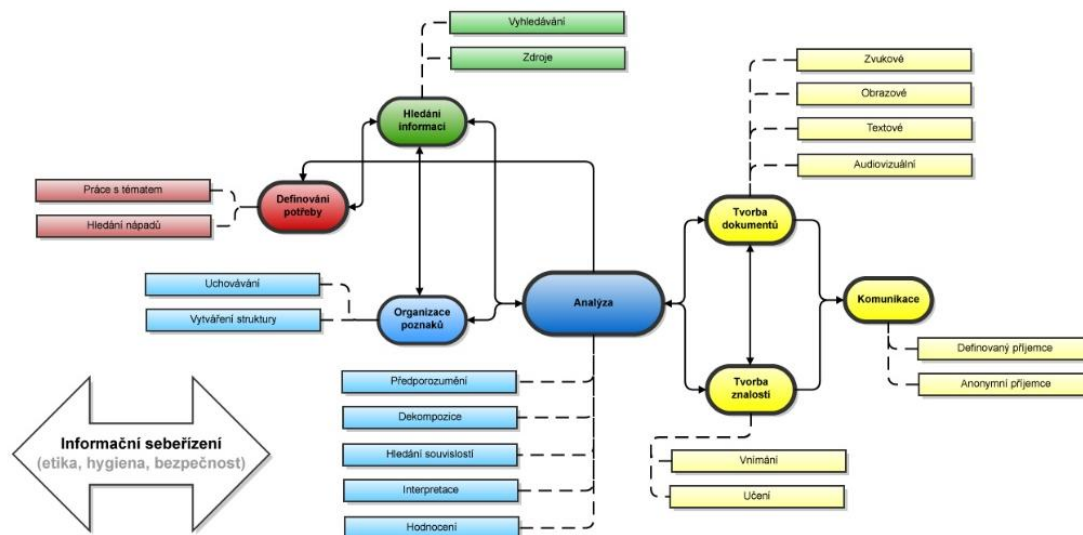 Vyhledávání
Zdroje
Hledání
informací
Práce s tématem
Hledání nápadů
Definování
potřeby
Uchovávání
Vytváření struktury
Organizace
poznaků
Analýza
Předporozumění
Dekompozice
Hledání souvislostí
Interpretace
Hodnocení
Zvukové
Obrazové
Textové
Audiovizuální
Tvorba
dokumentů
Tvorba
znalostí
Vnímání
Učení
Komunikace
Definovaný příjemce
Anonymní příjemce
Informační sebeřízení
(etika, hygiena, bezpečnost)